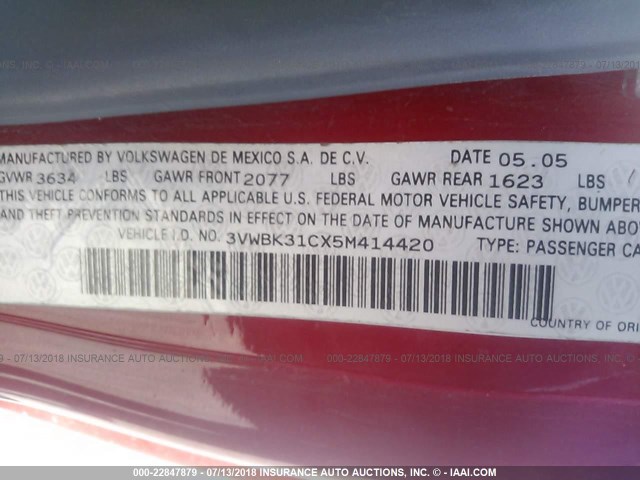 MANUFACTURED BY VOLKSWAGEN DE MEXICO S.A. DE C.V. DATE 05.05
GVWR 3634 LBS GAWR FRONT 2077 LBS GAWR REAR 1623 LBS /
THIS VEHICLE CONFORMS TO ALL APPLICABLE U.S. FEDERAL MOTOR VEHICLE SAFETY, BUMPER
AND THEFT PREVENTION STANDARDS IN EFFECT ON THE DATE OF MANUFACTURE SHOWN ABOV
VEHICLE I.D. NO. 3VWBK31CX5M414420 TYPE: PASSENGER CA
COUNTRY OF ORI
000-22847879 - 07/13/2018 INSURANCE AUTO AUCTIONS, INC. - © - IAAI.COM